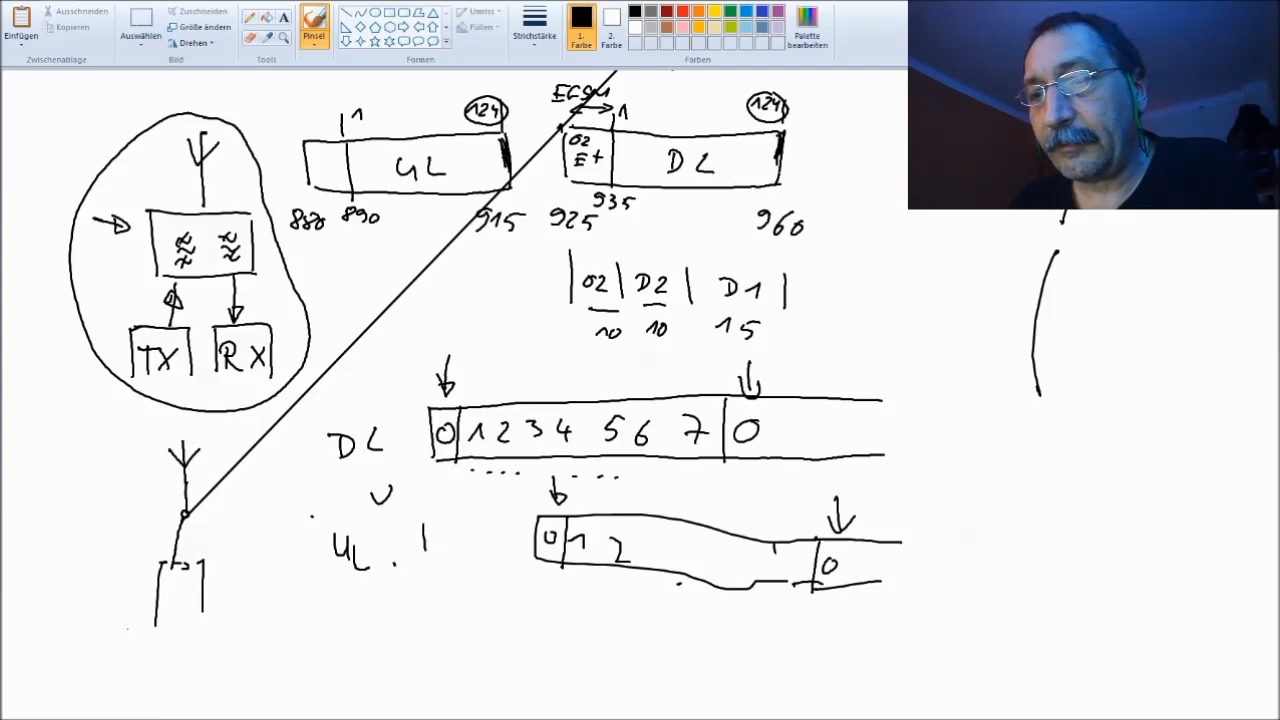 Einfügen
Ausschneiden
Kopieren
Zwischenablage
Auswählen
Zuschneiden
Größe ändern
Drehen
Bild
Tools
Pinsel
Formen
Umriss
Füllen
Strichstärke
1. Farbe
2. Farbe
Farben
Palette bearbeiten
1
124
UL
880 890 915
EGSM
1
124
O2
E+
DL
925 935 960
O2 D2 D1
10 10 15
TX RX
DL
0 1 2 3 4 5 6 7 0
UL
0 1 2 0